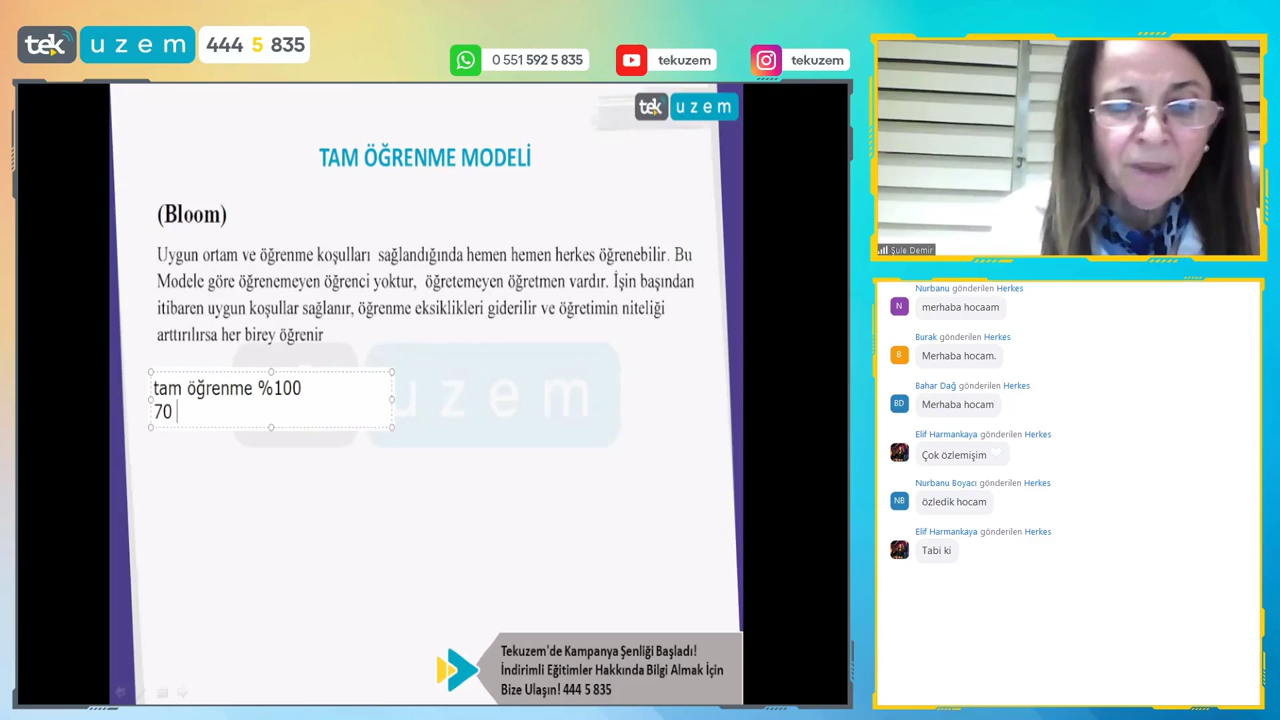 tek uzem 444 5 835
0 551 592 5 835
tekuzem
tekuzem
tek uzem
TAM ÖĞRENME MODELİ
(Bloom)
Uygun ortam ve öğrenme koşulları sağlandığında hemen hemen herkes öğrenebilir. Bu
Modele göre öğrenemeyen öğrenci yoktur, öğretemeyen öğretmen vardır. İşin başından
itibaren uygun koşullar sağlanır, öğrenme eksiklikleri giderilir ve öğretimin niteliği
arttırılırsa her birey öğrenir
tam öğrenme %100
70
uzem
Tekuzem'de Kampanya Şenliği Başladı!
İndirimli Eğitimler Hakkında Bilgi Almak İçin
Bize Ulaşın! 444 5 835
Şule Demir
Nurbanu gönderilen Herkes
N
merhaba hocaam
Burak gönderilen Herkes
B
Merhaba hocam.
Bahar Dağ gönderilen Herkes
BD
Merhaba hocam
Elif Harmankaya gönderilen Herkes
Çok özlemişim
Nurbanu Boyacı gönderilen Herkes
NB
özledik hocam
Elif Harmankaya gönderilen Herkes
Tabi ki